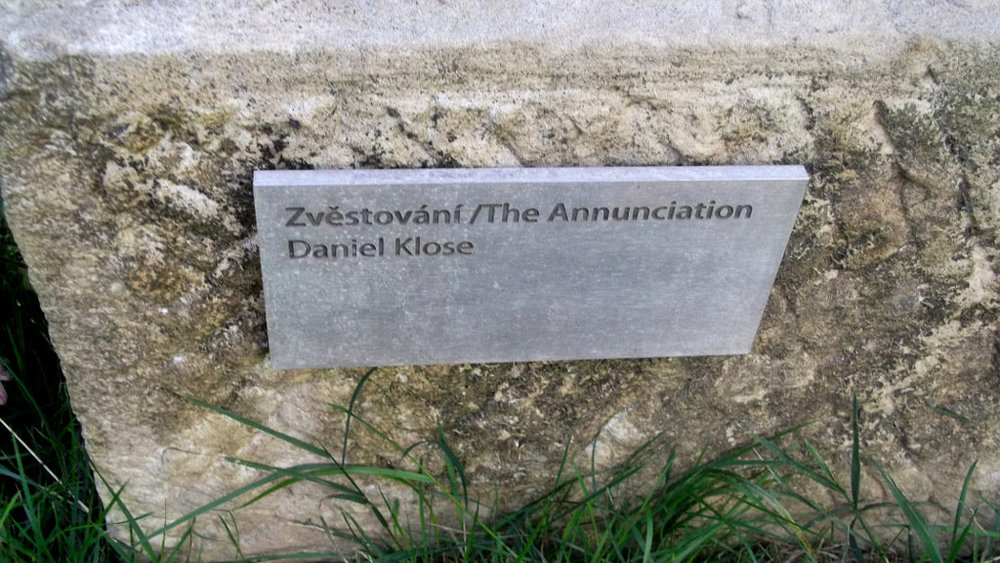 Zvěstování /The Annunciation
Daniel Klose